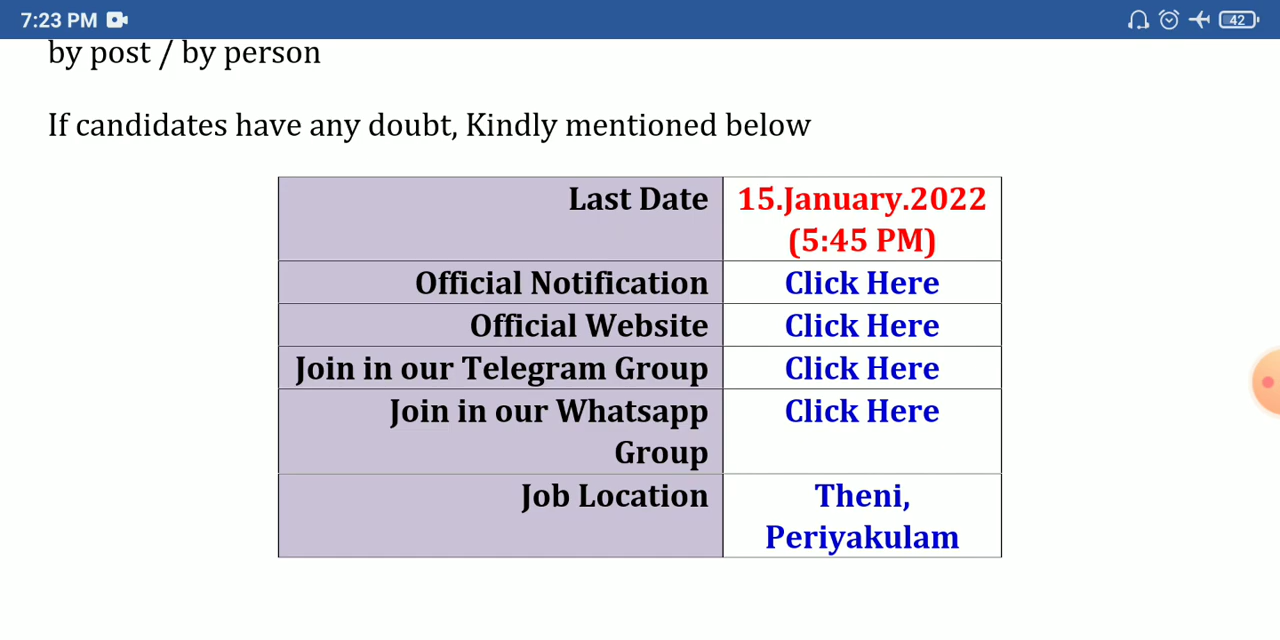 7:23 PM
42
by post / by person
If candidates have any doubt, Kindly mentioned below
Last Date 15.January.2022
(5:45 PM)
Official Notification Click Here
Official Website Click Here
Join in our Telegram Group Click Here
Join in our Whatsapp Click Here
Group
Job Location Theni,
Periyakulam